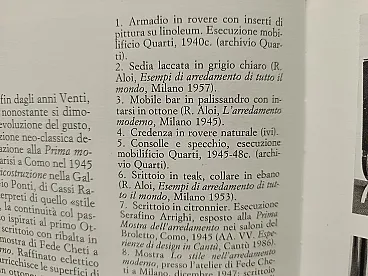 1. Armadio in rovere con inserti di
pittura su linoleum. Esecuzione mobi-
lificio Quarti, 1940c. (archivio Quar-
ti).
2. Sedia laccata in grigio chiaro (R.
Aloi, Esempi di arredamento di tutto il
mondo, Milano 1957).
3. Mobile bar in palissandro con in-
tarsi in ottone (R. Aloi, L'arredamento
moderno, Milano 1945).
4. Credenza in rovere naturale (ivi).
5. Consolle e specchio, esecuzione
mobilificio Quarti, 1945-48c. (archi-
vio Quarti).
6. Scrittoio in teak, collare in ebano
(R. Aloi, Esempi di arredamento di tut-
to il mondo, Milano 1953).
7. Scrittoio in citronnier. Esecuzione
Serafino Arrighi, esposto alla Prima
Mostra dell'arredamento nei saloni del
Broletto, Como, 1945 (AA. VV. Espe-
rienze di design in Cantù, Cantù 1986).
8. Mostra Lo stile nell'arredamento
moderno, presso l'atelier di Fede Chet-
ti a Milano, dicembre 1947: scrittoio
fin dagli anni Venti,
nonostante si dimo-
evoluzione del gusto,
zione neo-classica de-
azione alla Prima mo-
arisi a Como nel 1945
icostruzione nella Gal-
io Ponti, di Cassi Ra-
erpreti di quello «stile
, la continuità col pas-
o ispirati al primo Ot-
scrittoio con ribalta in
mostra di Fede Cheti a
mo). Raffinato eclettico
urricchisce le superfici di